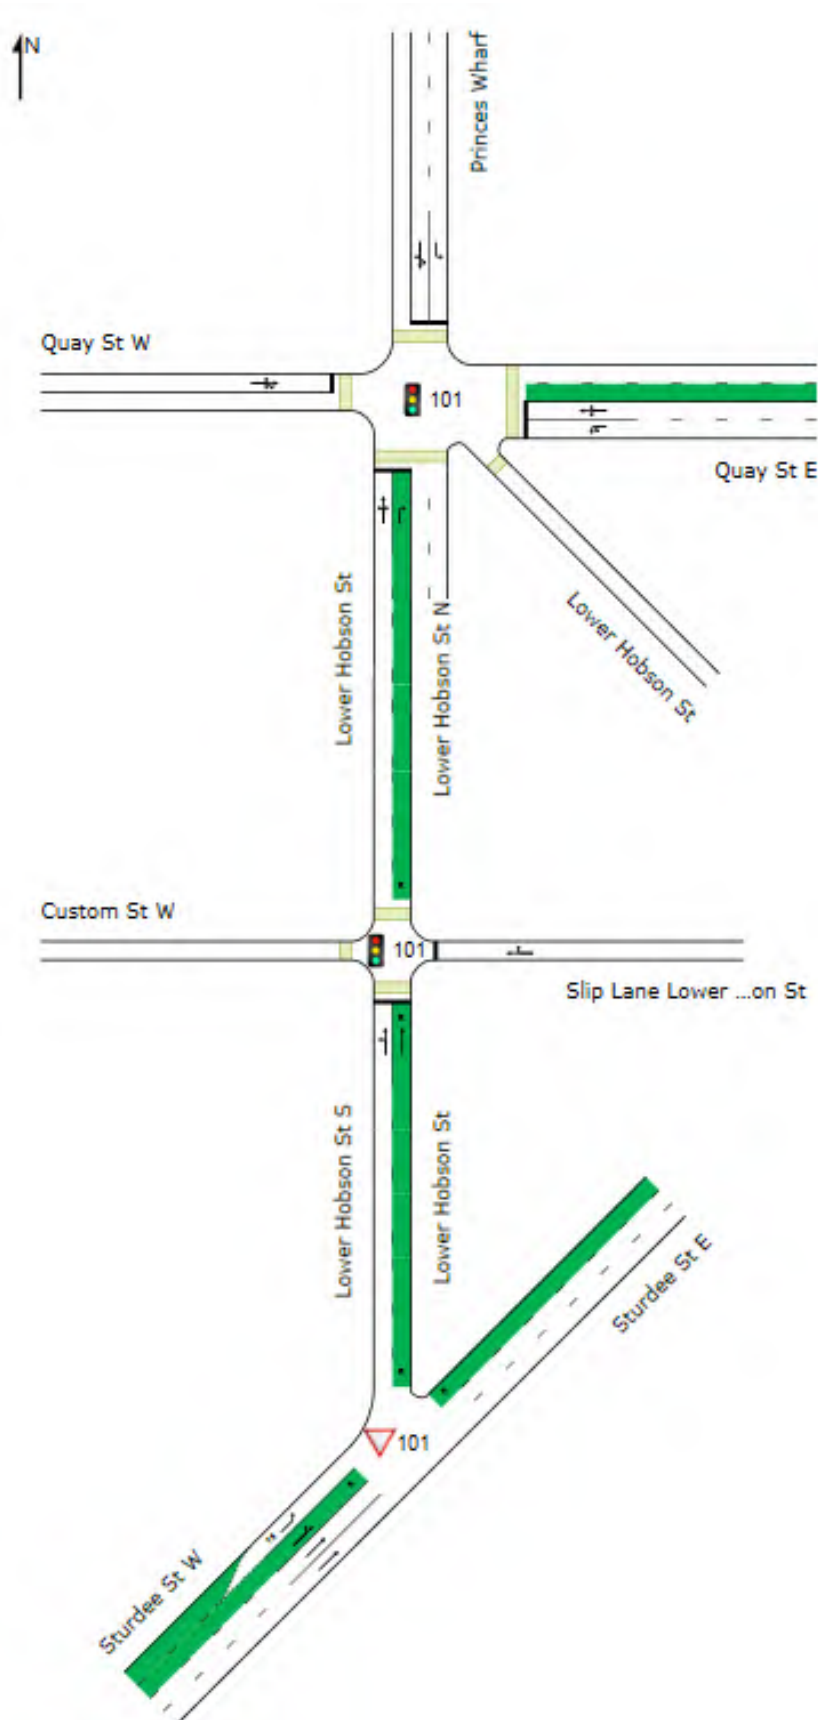 N
Princes Wharf
Quay St W
101
Quay St E
Lower Hobson St
Lower Hobson St
Lower Hobson St N
Custom St W
101
Slip Lane Lower ...on St
Lower Hobson St S
Lower Hobson St
Sturdee St E
101
Sturdee St W